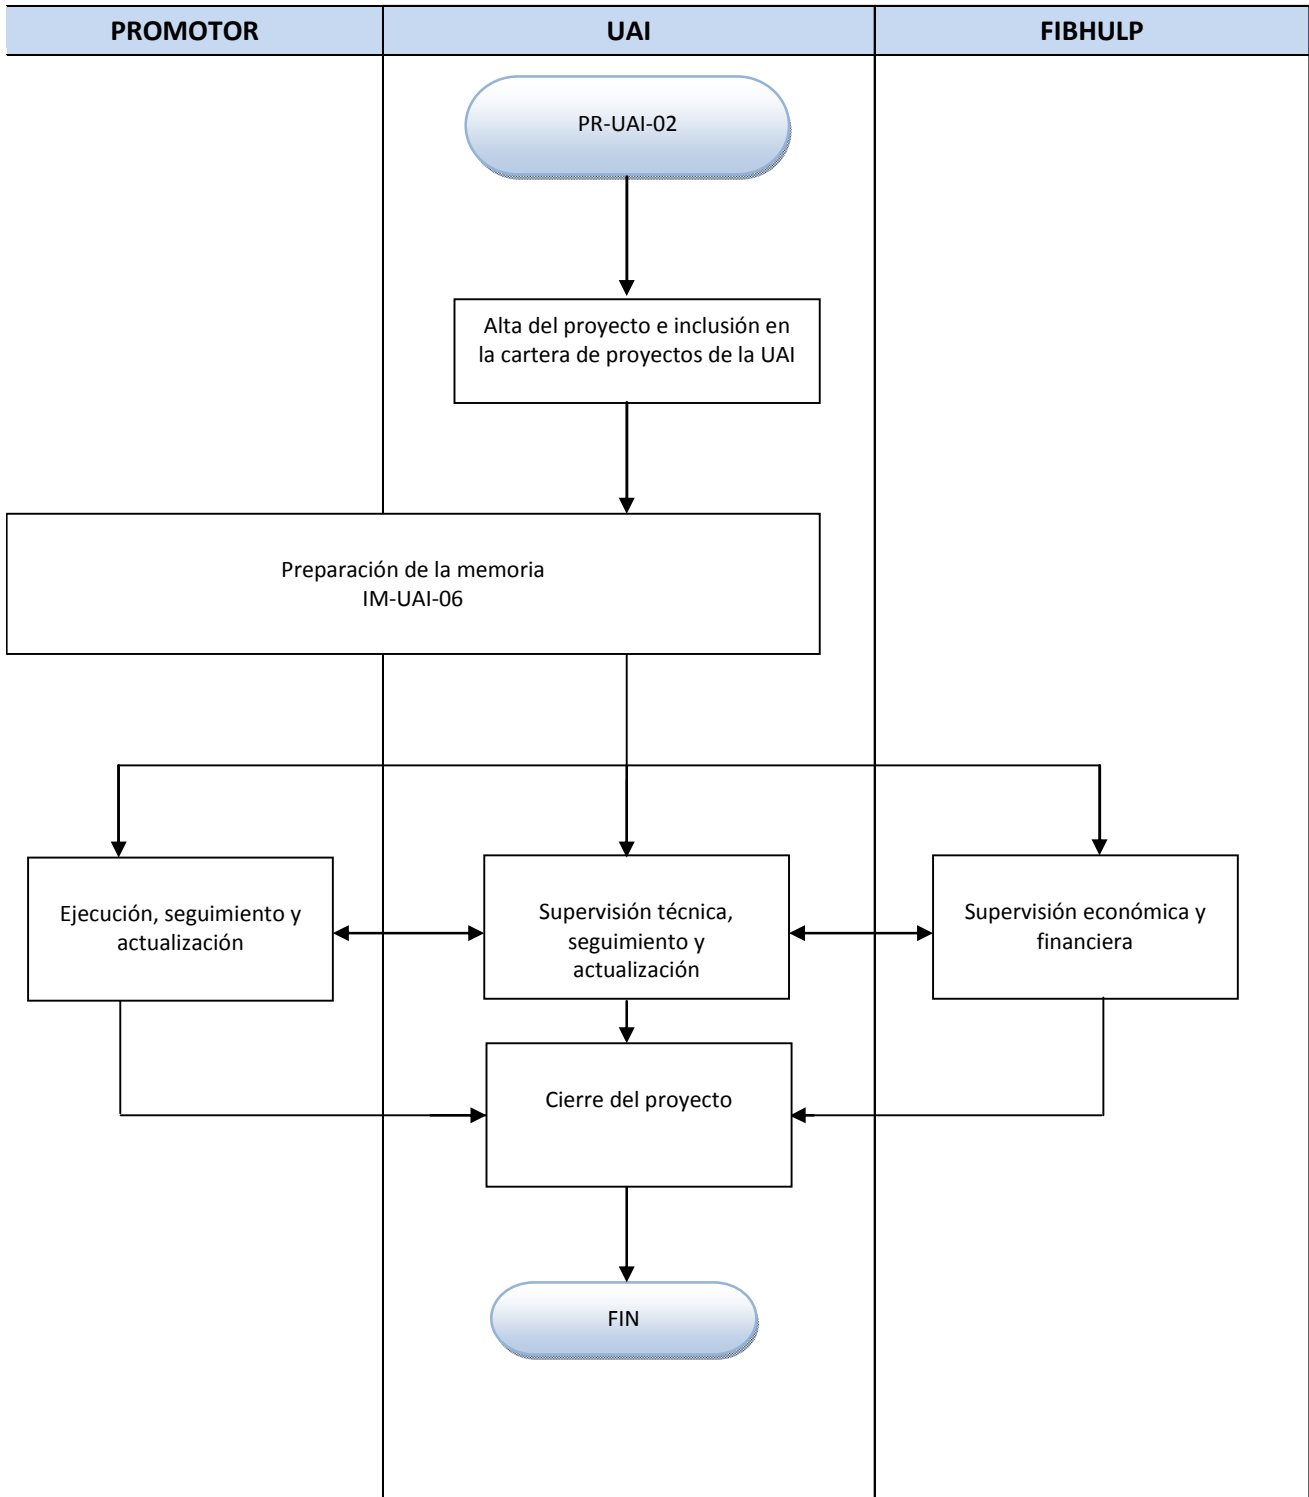 PROMOTOR
UAI
FIBHULP
PR-UAI-02
Alta del proyecto e inclusión en
la cartera de proyectos de la UAI
Preparación de la memoria
IM-UAI-06
Ejecución, seguimiento y
actualización
Supervisión técnica,
seguimiento y
actualización
Supervisión económica y
financiera
Cierre del proyecto
FIN